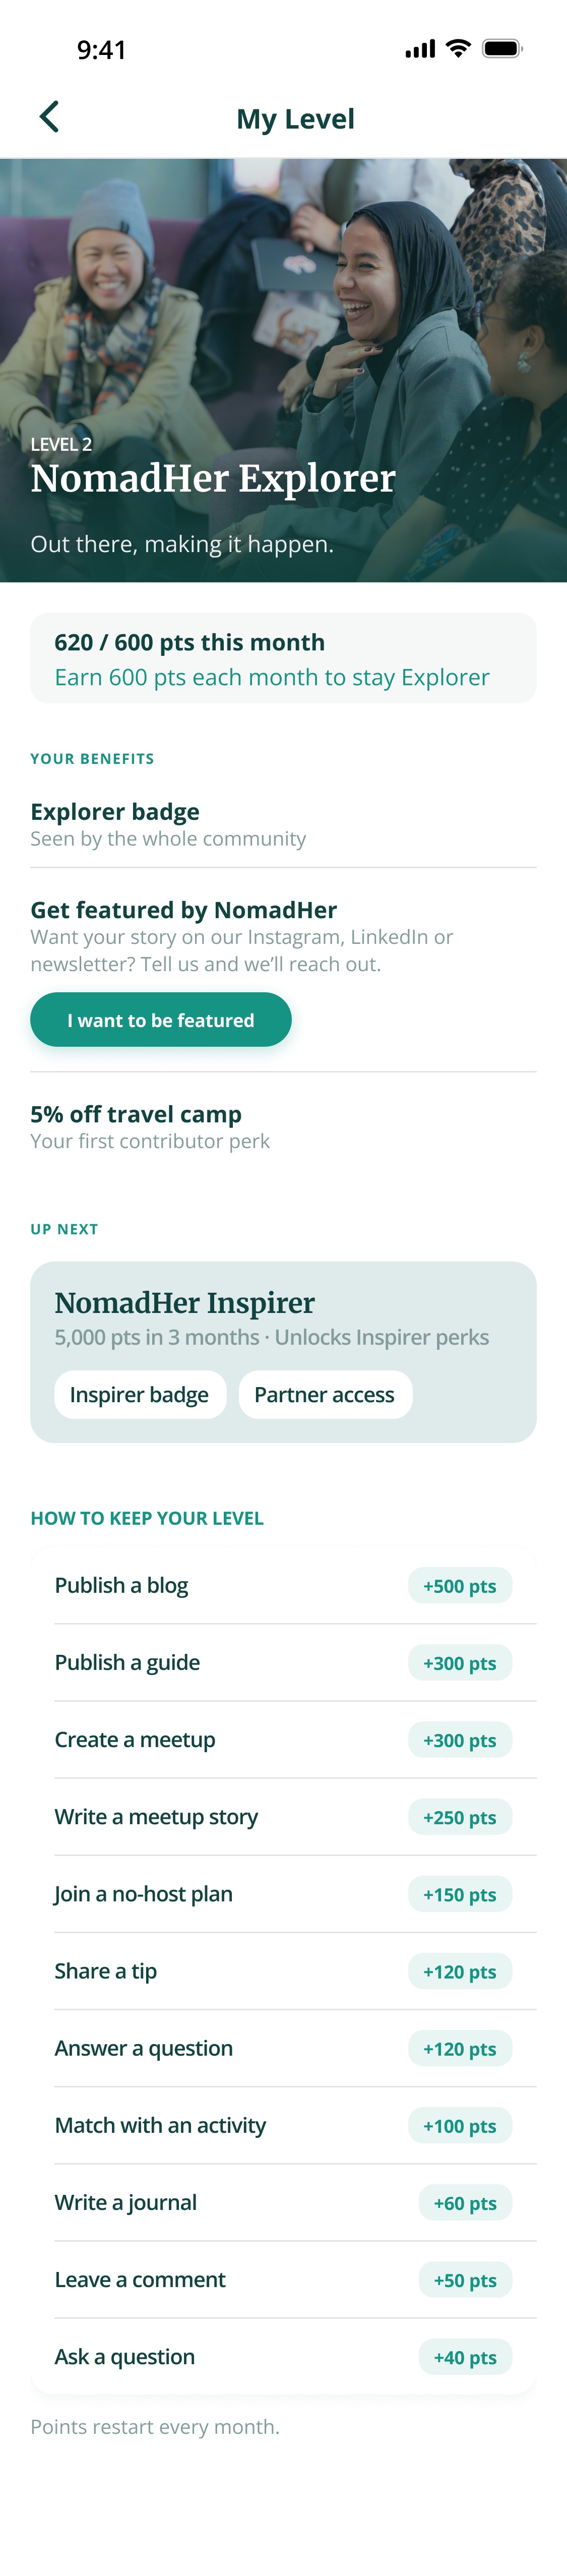 9:41
My Level
LEVEL 2
NomadHer Explorer
Out there, making it happen.
620 / 600 pts this month
Earn 600 pts each month to stay Explorer
YOUR BENEFITS
Explorer badge
Seen by the whole community
Get featured by NomadHer
Want your story on our Instagram, LinkedIn or
newsletter? Tell us and we’ll reach out.
I want to be featured
5% off travel camp
Your first contributor perk
UP NEXT
NomadHer Inspirer
5,000 pts in 3 months · Unlocks Inspirer perks
Inspirer badge Partner access
HOW TO KEEP YOUR LEVEL
Publish a blog +500 pts
Publish a guide +300 pts
Create a meetup +300 pts
Write a meetup story +250 pts
Join a no-host plan +150 pts
Share a tip +120 pts
Answer a question +120 pts
Match with an activity +100 pts
Write a journal +60 pts
Leave a comment +50 pts
Ask a question +40 pts
Points restart every month.